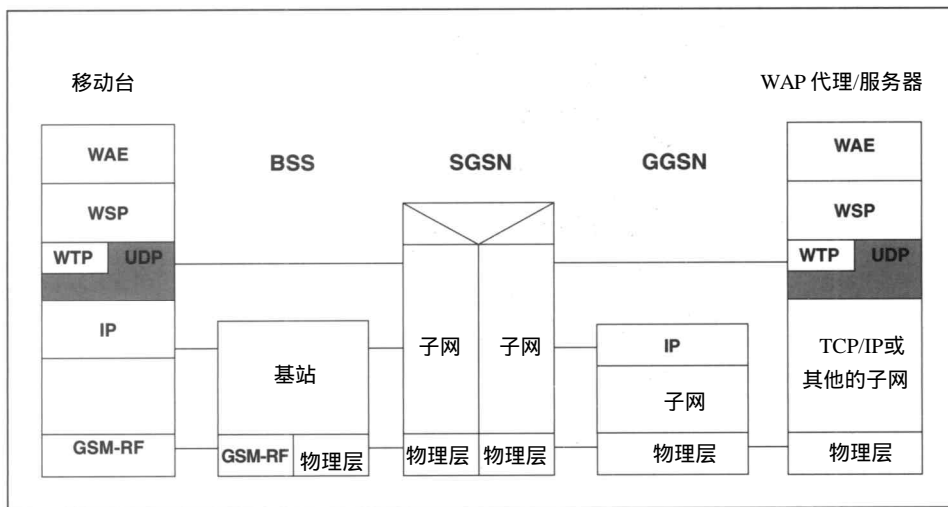 移动台
WAP 代理/服务器
BSS
SGSN
GGSN
WAE
WSP
WTP
UDP
IP
GSM-RF
基站
GSM-RF
物理层
子网
子网
物理层
物理层
IP
子网
物理层
WAE
WSP
WTP
UDP
TCP/IP或
其他的子网
物理层